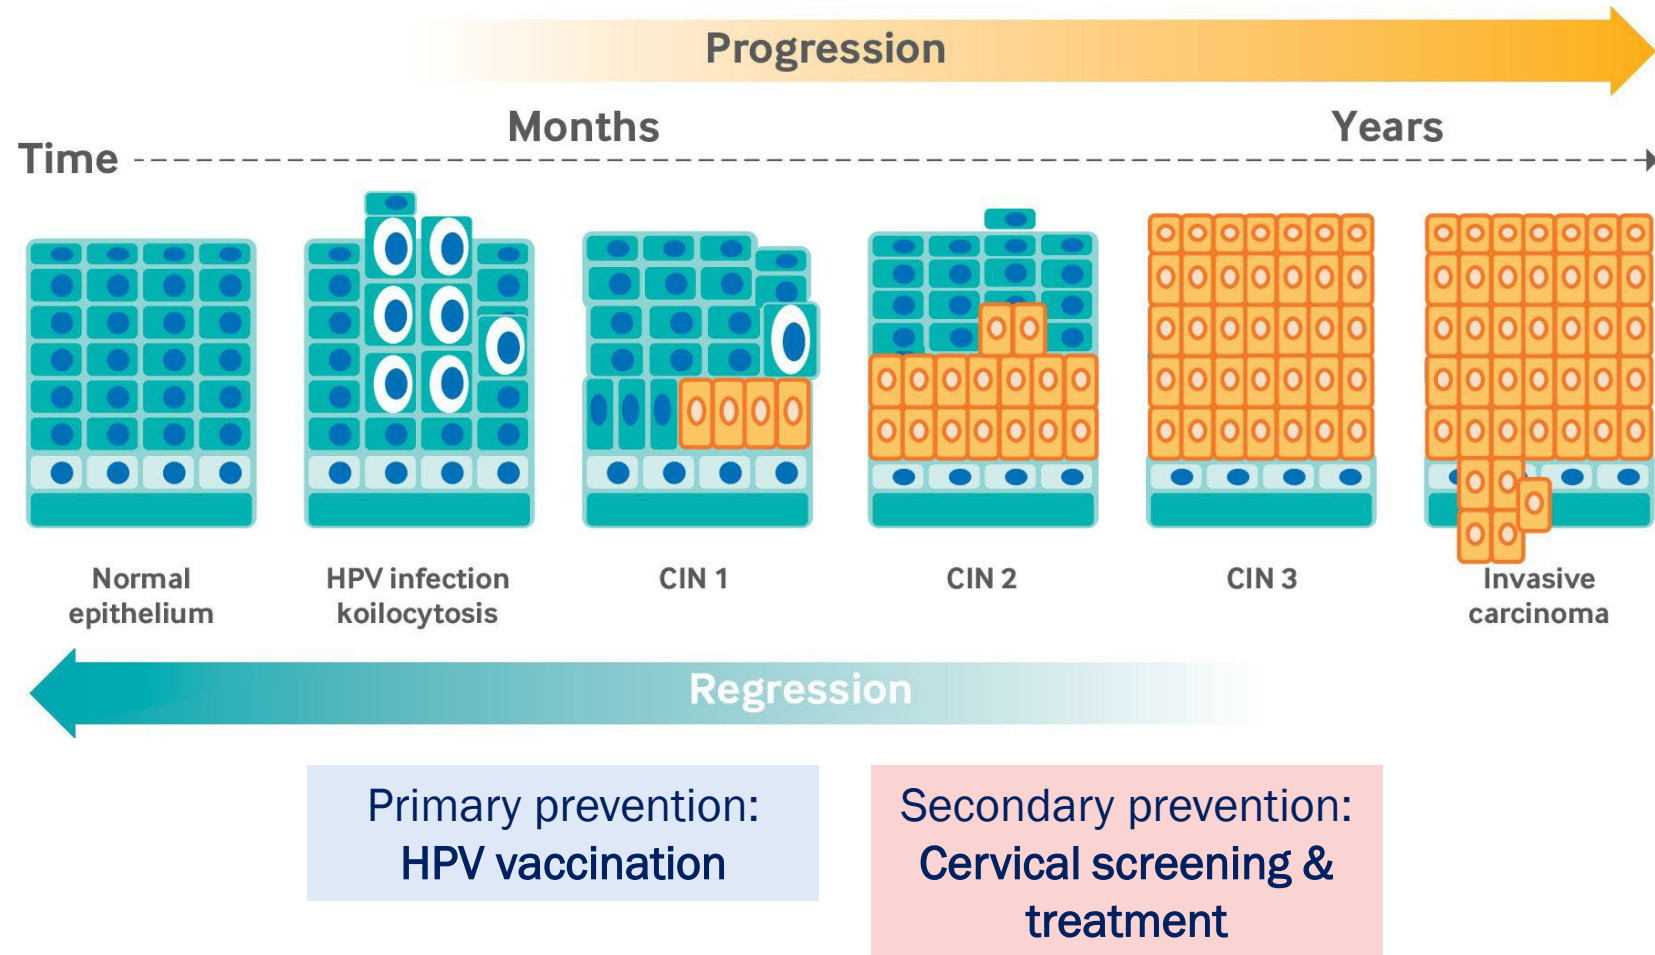 Progression
Months
Years
Time
Normal
epithelium
HPV infection
koilocytosis
CIN 1
CIN 2
CIN 3
Invasive
carcinoma
Regression
Primary prevention:
HPV vaccination
Secondary prevention:
Cervical screening &
treatment